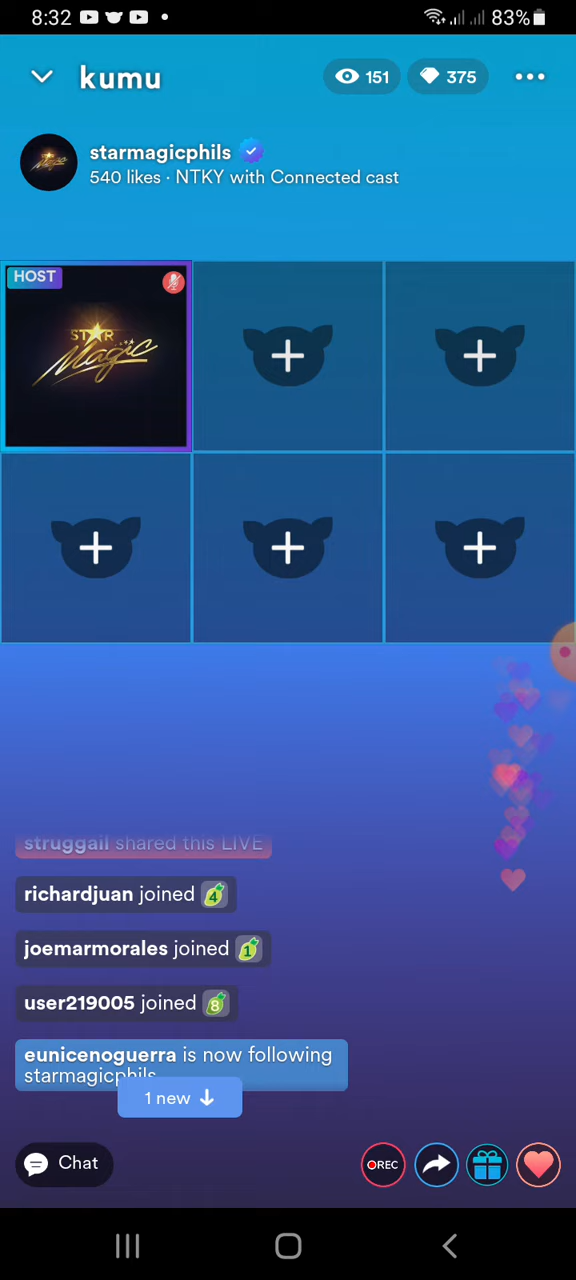 8:32
83%
kumu
151
375
starmagicphils
540 likes · NTKY with Connected cast
HOST
STAR
Magic
struggail shared this LIVE
richardjuan joined 4
joemarmorales joined 1
user219005 joined 8
eunicenoguerra is now following
starmagicphils
1 new
Chat
REC